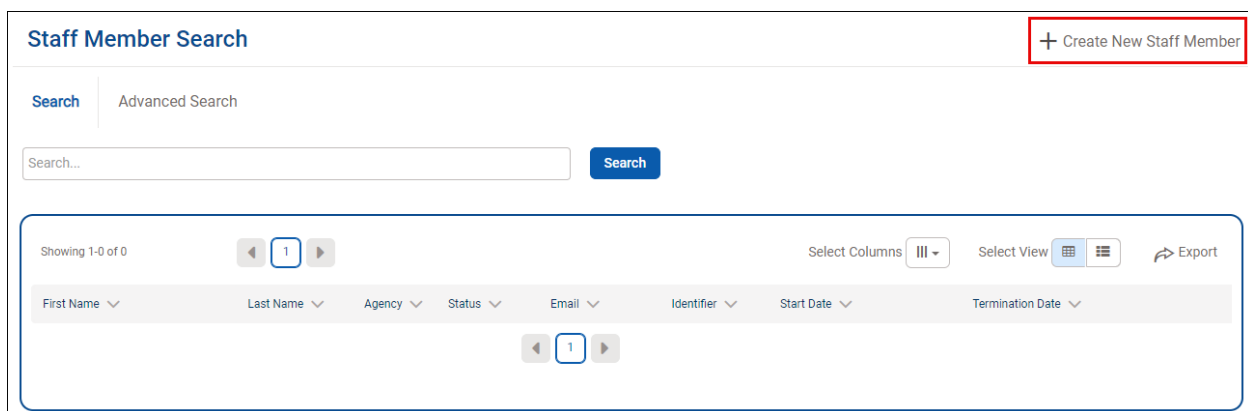 Staff Member Search
+ Create New Staff Member
Search Advanced Search
Search...
Search
Showing 1-0 of 0 1 Select Columns Select View Export
First Name Last Name Agency Status Email Identifier Start Date Termination Date
1